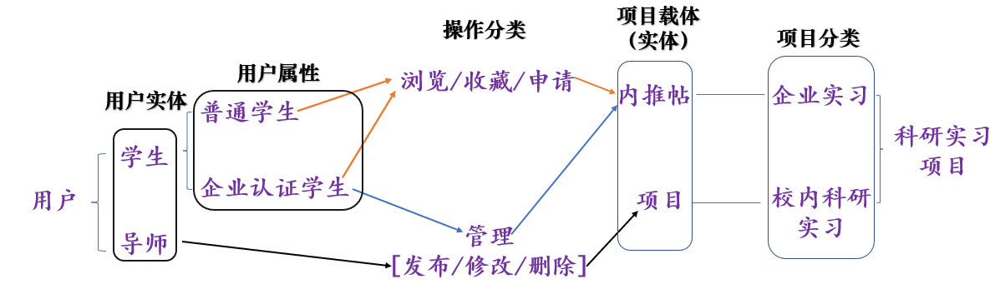 操作分类
项目载体
（实体）
项目分类
用户属性
用户实体
浏览/收藏/申请
内推帖
企业实习
普通学生
学生
科研实习
项目
用户
企业认证学生
项目
校内科研
实习
导师
管理
[发布/修改/删除]